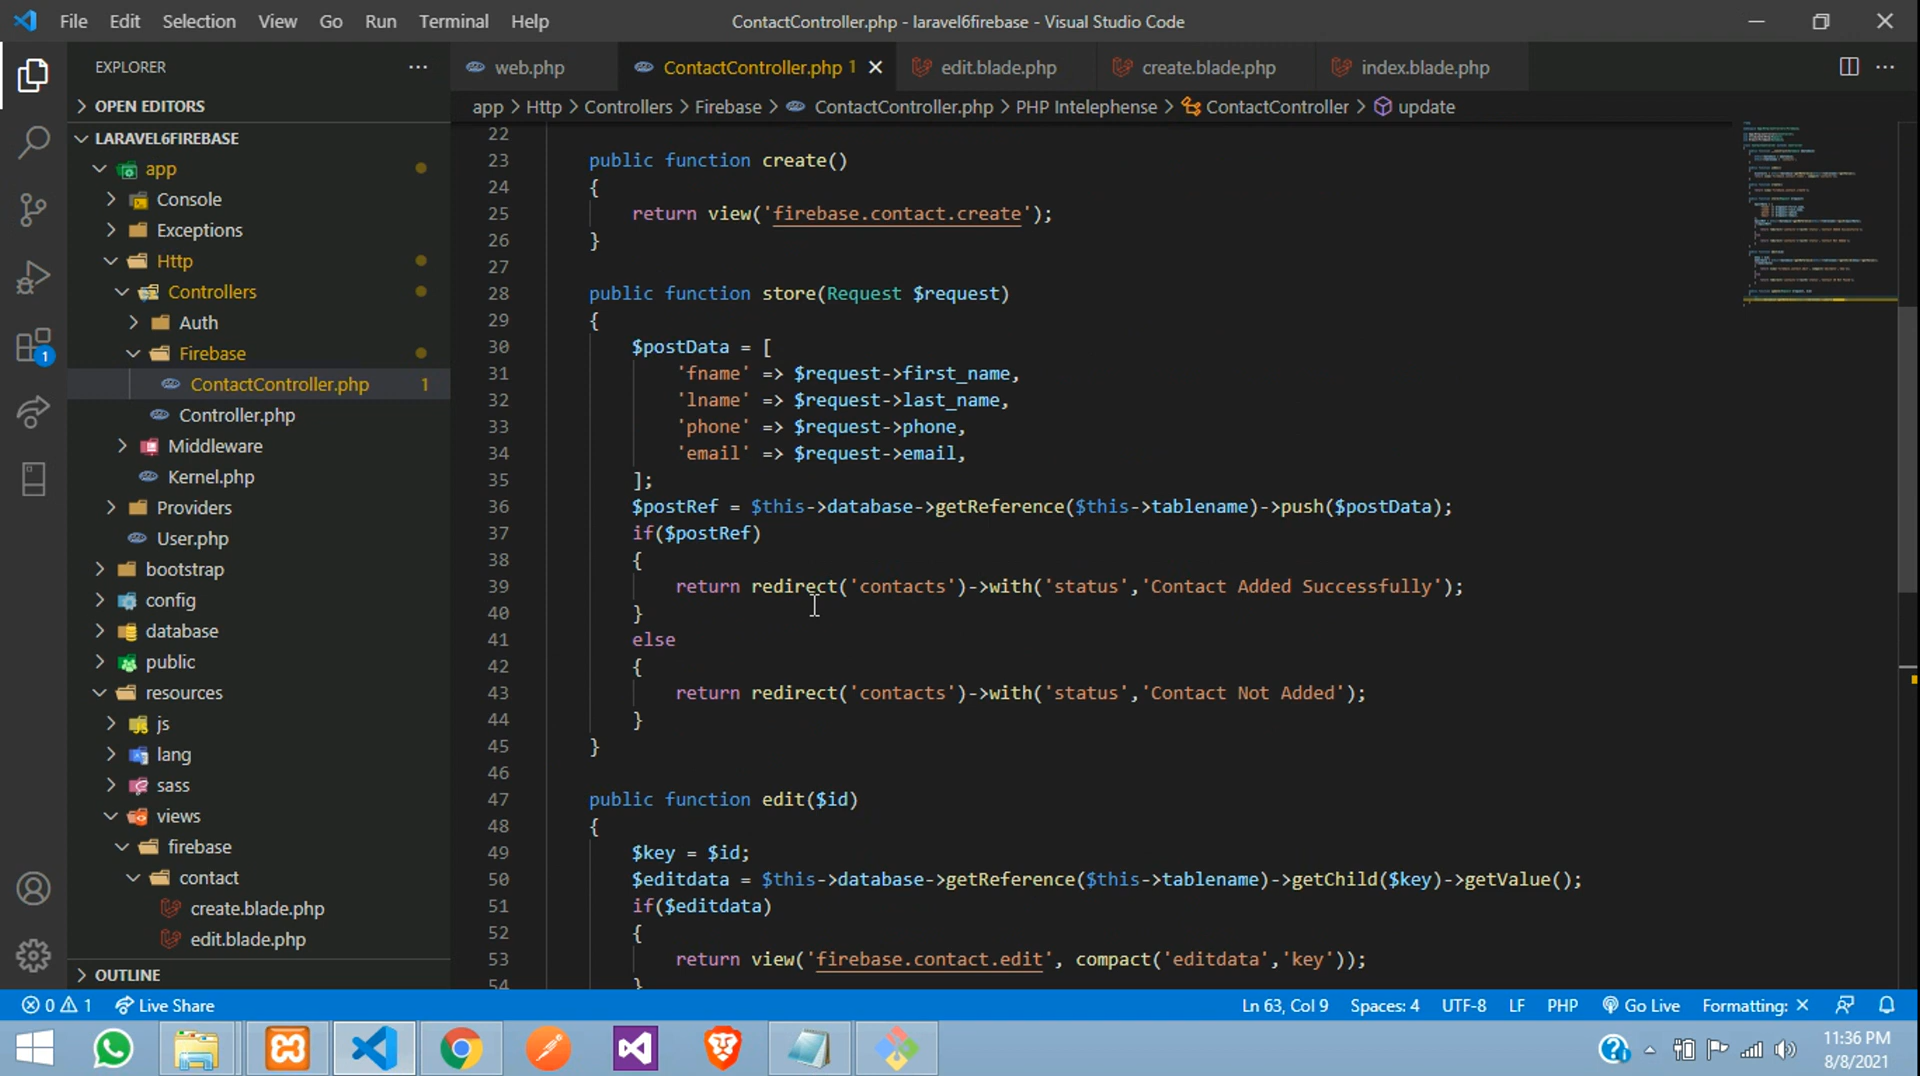 File Edit Selection View Go Run Terminal Help ContactController.php - laravel6firebase - Visual Studio Code
EXPLORER
web.php ContactController.php 1 edit.blade.php create.blade.php index.blade.php
app > Http > Controllers > Firebase > ContactController.php > PHP Intelephense > ContactController > update
OPEN EDITORS
LARAVEL6FIREBASE
app
Console
Exceptions
Http
Controllers
Auth
Firebase
ContactController.php 1
Controller.php
Middleware
Kernel.php
Providers
User.php
bootstrap
config
database
public
resources
js
lang
sass
views
firebase
contact
create.blade.php
edit.blade.php
OUTLINE
22
23 public function create()
24 {
25 return view('firebase.contact.create');
26 }
27
28 public function store(Request $request)
29 {
30 $postData = [
31 'fname' => $request->first_name,
32 'lname' => $request->last_name,
33 'phone' => $request->phone,
34 'email' => $request->email,
35 ];
36 $postRef = $this->database->getReference($this->tablename)->push($postData);
37 if($postRef)
38 {
39 return redirect('contacts')->with('status','Contact Added Successfully');
40 }
41 else
42 {
43 return redirect('contacts')->with('status','Contact Not Added');
44 }
45 }
46
47 public function edit($id)
48 {
49 $key = $id;
50 $editdata = $this->database->getReference($this->tablename)->getChild($key)->getValue();
51 if($editdata)
52 {
53 return view('firebase.contact.edit', compact('editdata','key'));
54 }
0 1 Live Share Ln 63, Col 9 Spaces: 4 UTF-8 LF PHP Go Live Formatting: ×
11:36 PM
8/8/2021